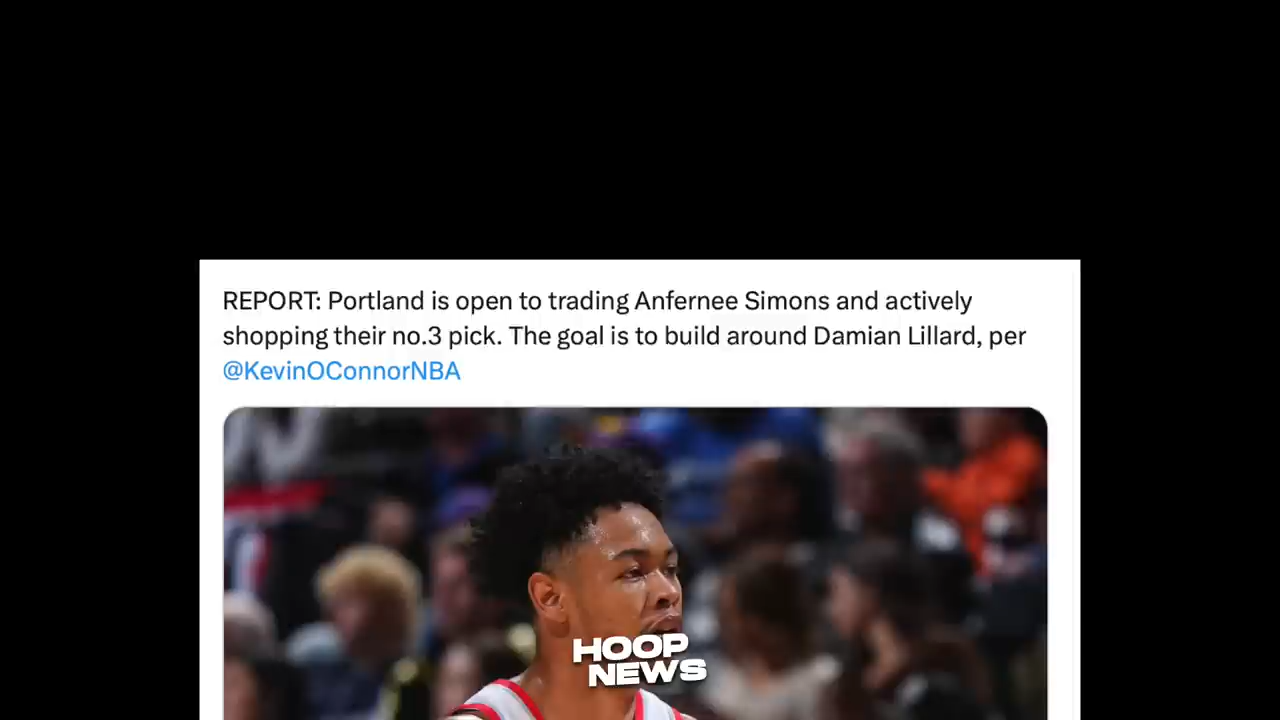 REPORT: Portland is open to trading Anfernee Simons and actively
shopping their no.3 pick. The goal is to build around Damian Lillard, per
@KevinOConnorNBA
HOOP
NEWS